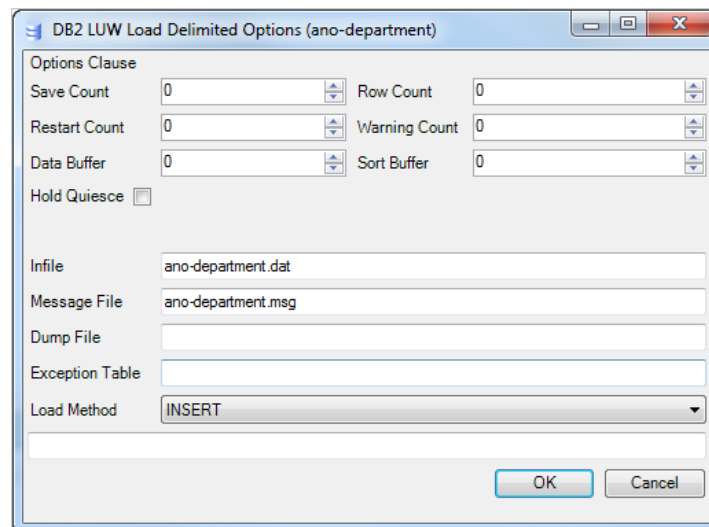 DB2 LUW Load Delimited Options (ano-department)
Options Clause
Save Count 0 Row Count 0
Restart Count 0 Warning Count 0
Data Buffer 0 Sort Buffer 0
Hold Quiesce
Infile ano-department.dat
Message File ano-department.msg
Dump File
Exception Table
Load Method INSERT
OK Cancel